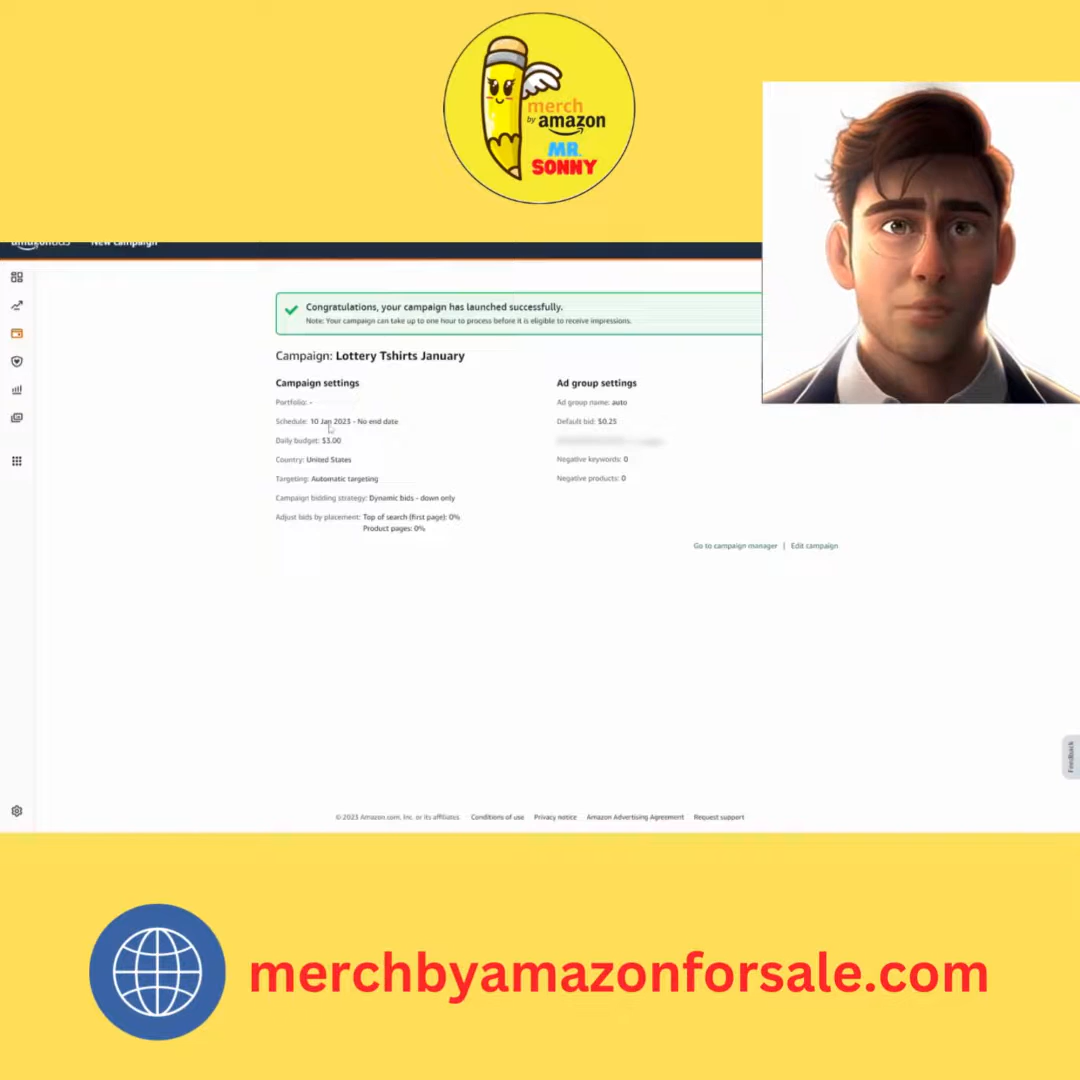 merch
by amazon
MR.
SONNY
New campaign
Congratulations, your campaign has launched successfully.
Note: Your campaign can take up to one hour to process before it is eligible to receive impressions.
Campaign: Lottery Tshirts January
Campaign settings
Portfolio: -
Schedule: 10 Jan 2023 - No end date
Daily budget: $3.00
Country: United States
Targeting: Automatic targeting
Campaign bidding strategy: Dynamic bids - down only
Adjust bids by placement: Top of search (first page): 0%
Product pages: 0%
Ad group settings
Ad group name: auto
Default bid: $0.25
Negative keywords: 0
Negative products: 0
Go to campaign manager | Edit campaign
Feedback
© 2023 Amazon.com, Inc. or its affiliates Conditions of use Privacy notice Amazon Advertising Agreement Request support
merchbyamazonforsale.com